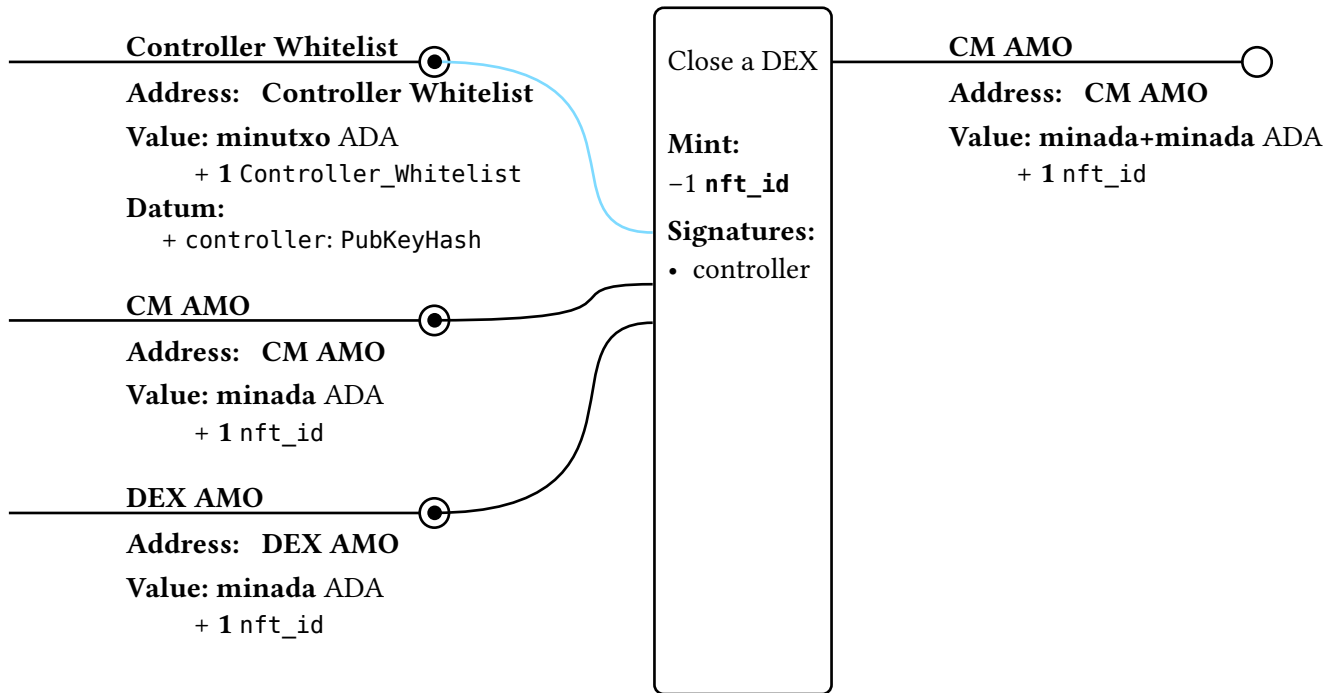 Controller Whitelist
Address: Controller Whitelist
Value: minutxo ADA
+ 1 Controller_Whitelist
Datum:
+ controller: PubKeyHash
CM AMO
Address: CM AMO
Value: minada ADA
+ 1 nft_id
DEX AMO
Address: DEX AMO
Value: minada ADA
+ 1 nft_id
Close a DEX
Mint:
−1 nft_id
Signatures:
• controller
CM AMO
Address: CM AMO
Value: minada+minada ADA
+ 1 nft_id